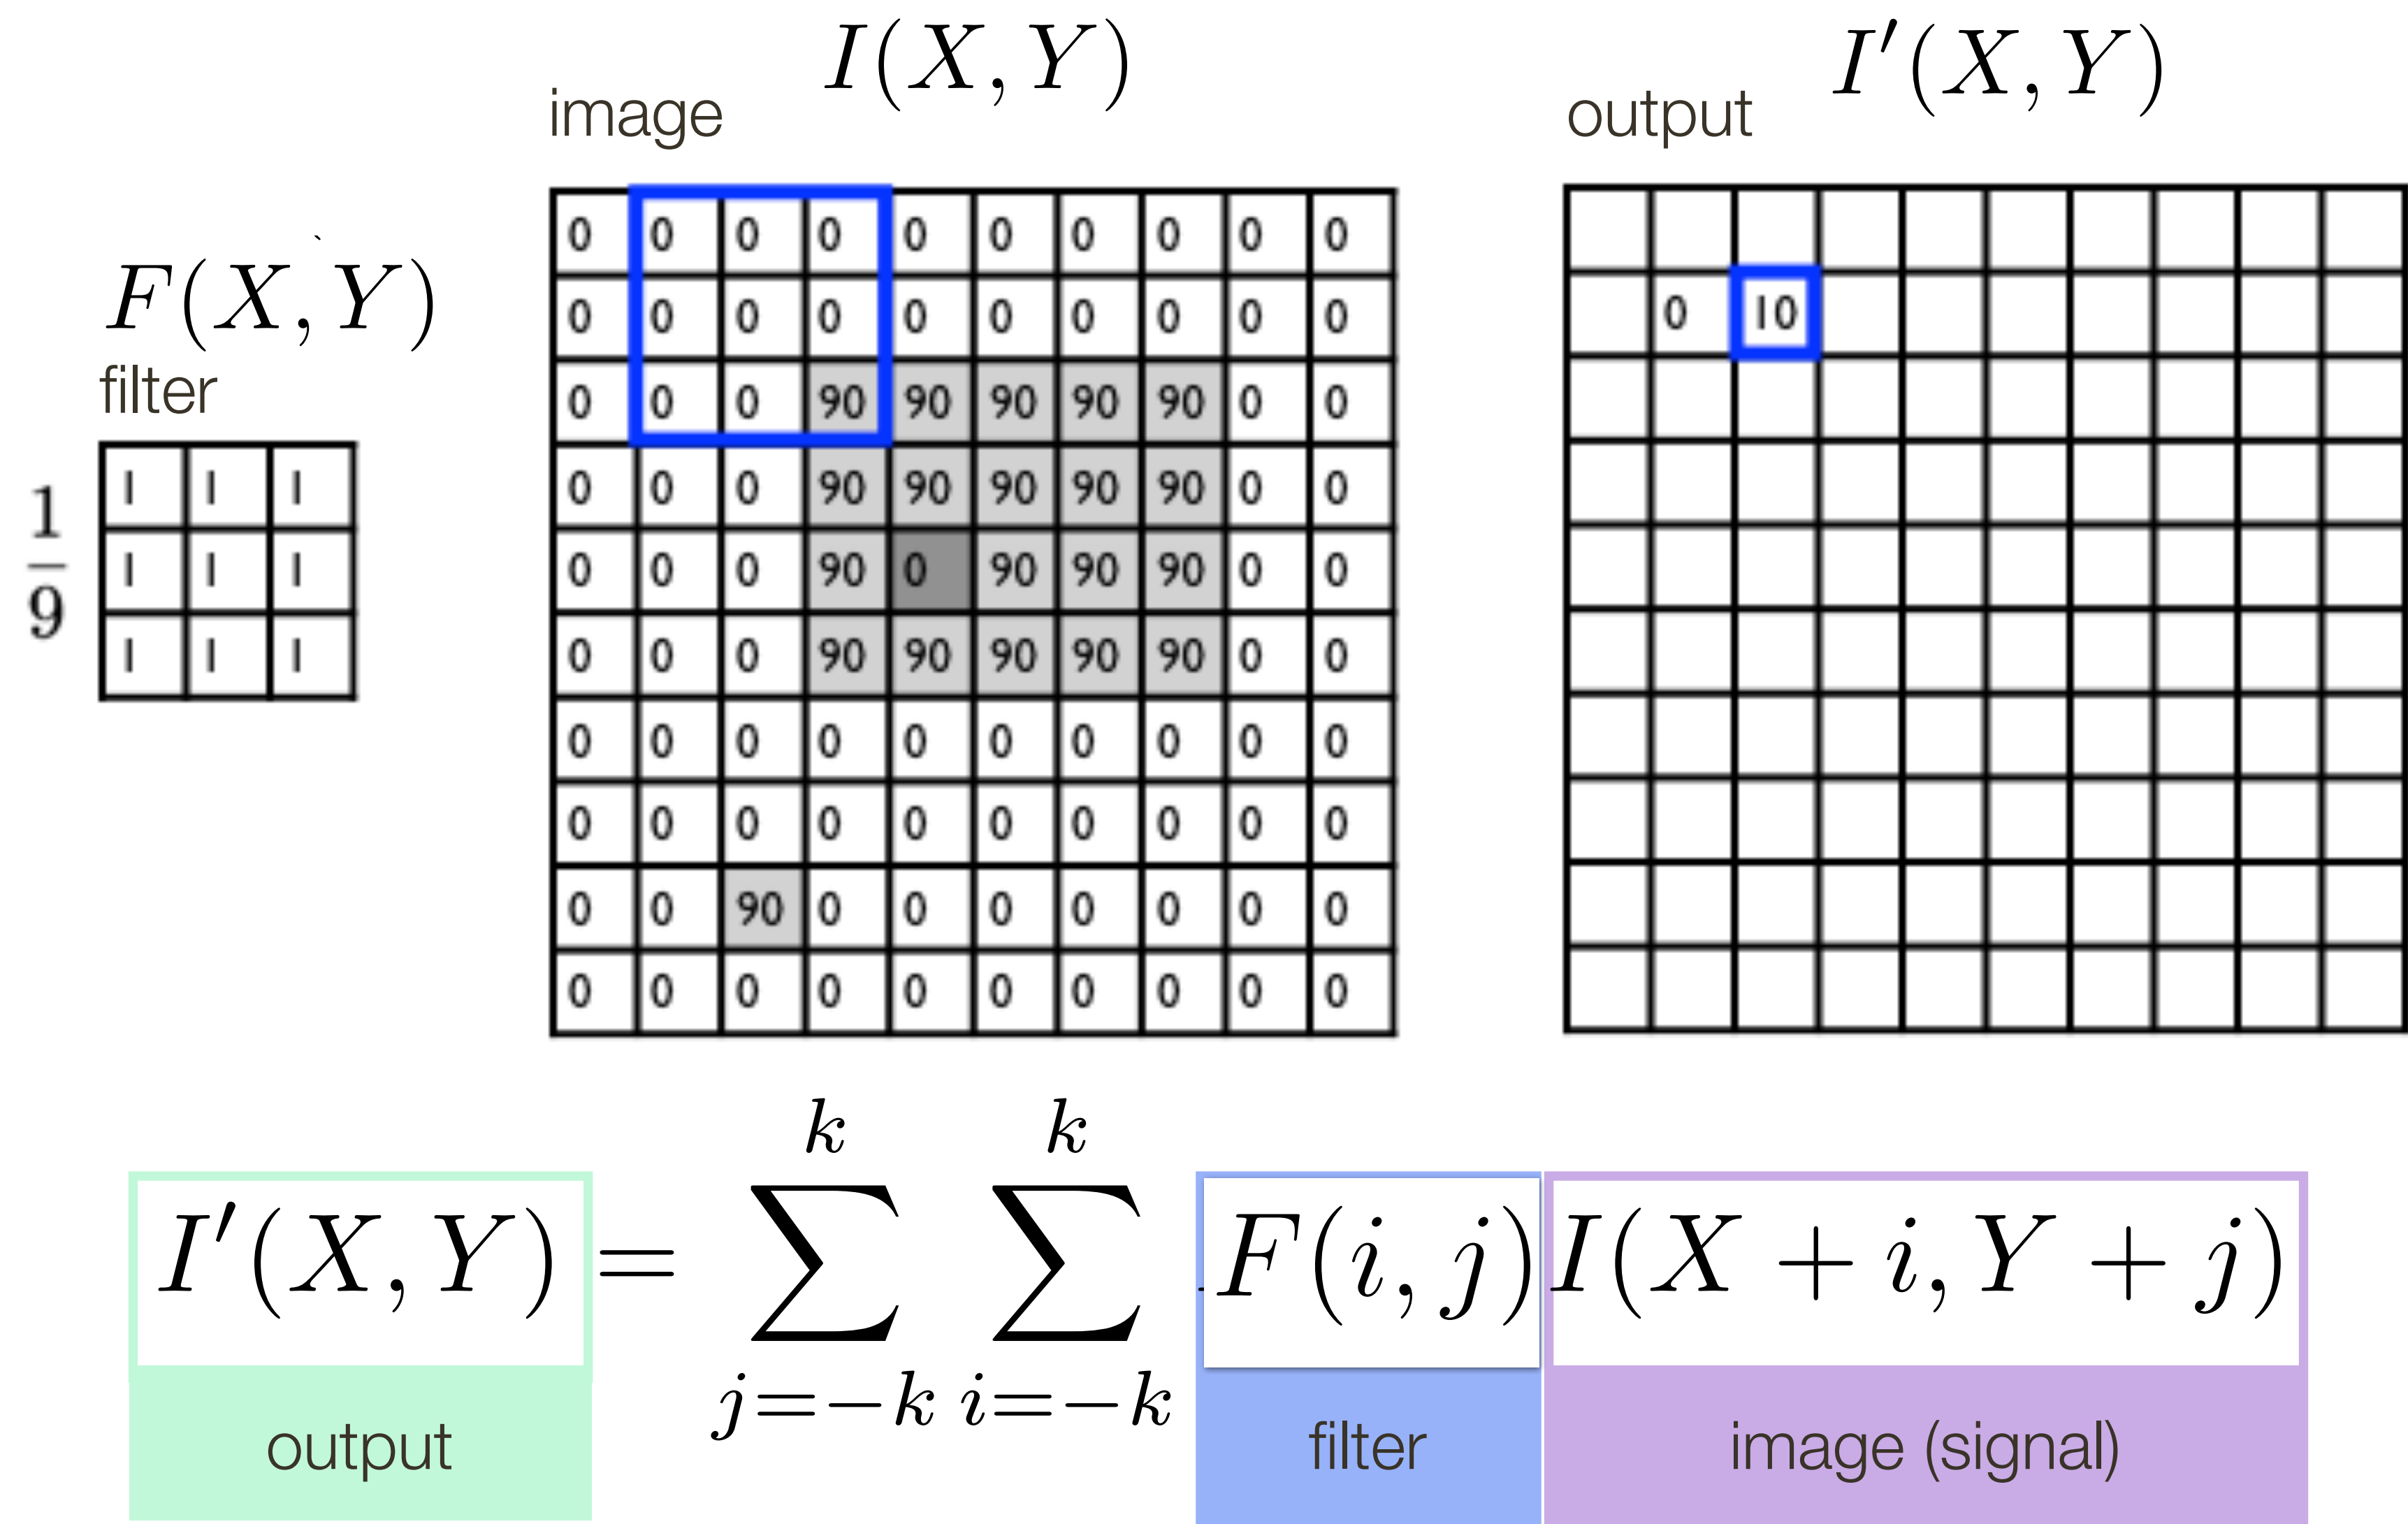 I(X, Y)
image
I′(X, Y)
output
F(X, Y)
filter
1/9
1 1 1
1 1 1
1 1 1
0 0 0 0 0 0 0 0 0 0
0 0 0 0 0 0 0 0 0 0
0 0 0 90 90 90 90 90 0 0
0 0 0 90 90 90 90 90 0 0
0 0 0 90 0 90 90 90 0 0
0 0 0 90 90 90 90 90 0 0
0 0 0 0 0 0 0 0 0 0
0 0 0 0 0 0 0 0 0 0
0 0 90 0 0 0 0 0 0 0
0 0 0 0 0 0 0 0 0 0
0 10
k k
I′(X, Y) = ∑ ∑ F(i, j) I(X + i, Y + j)
j=−k i=−k
output filter image (signal)